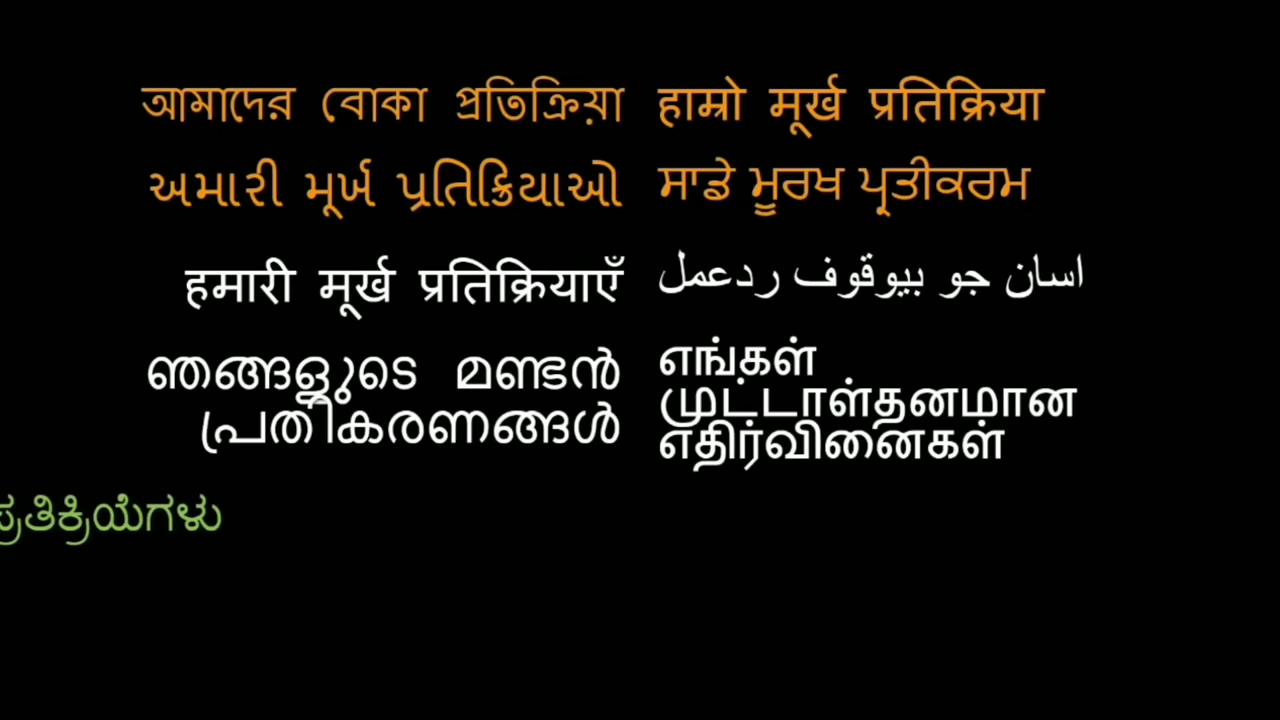 আমাদের বোকা প্রতিক্রিয়া
हाम्रो मूर्ख प्रतिक्रिया
અમારી મૂર્ખ પ્રતિક્રિયાઓ
ਸਾਡੇ ਮੂਰਖ ਪ੍ਰਤੀਕਰਮ
हमारी मूर्ख प्रतिक्रियाएँ
اسان جو بيوقوف ردعمل
ഞങ്ങളുടെ മണ്ടൻ
പ്രതികരണങ്ങൾ
எங்கள்
முட்டாள்தனமான
எதிர்வினைகள்
ಪ್ರತಿಕ್ರಿಯೆಗಳು